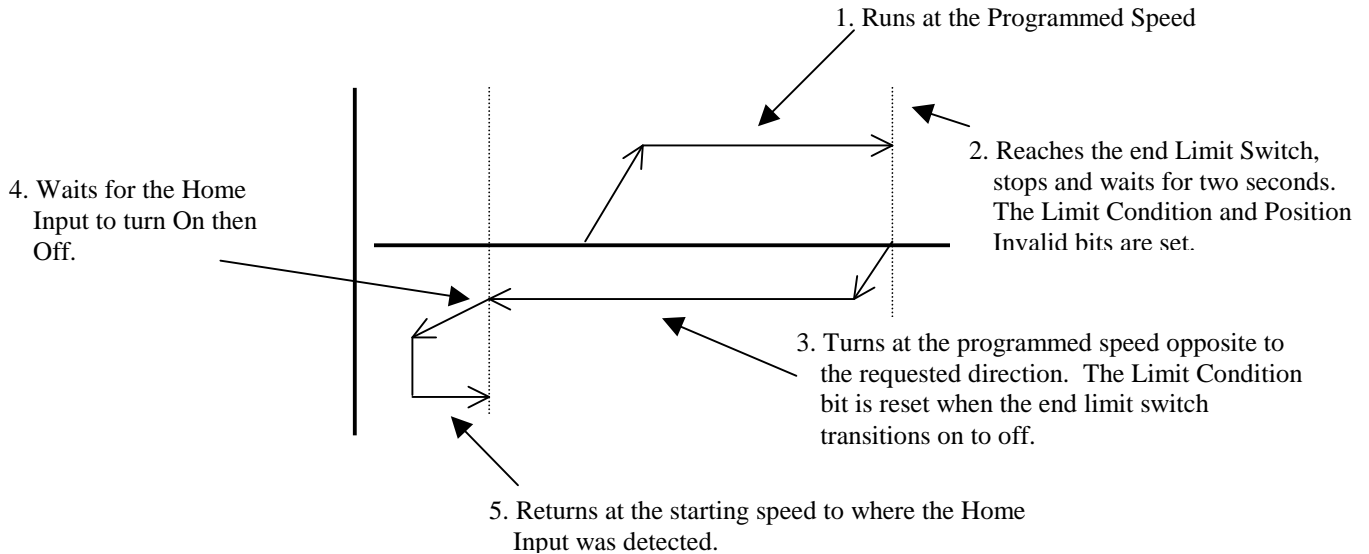 1. Runs at the Programmed Speed
2. Reaches the end Limit Switch,
stops and waits for two seconds.
The Limit Condition and Position
Invalid bits are set.
4. Waits for the Home
Input to turn On then
Off.
3. Turns at the programmed speed opposite to
the requested direction. The Limit Condition
bit is reset when the end limit switch
transitions on to off.
5. Returns at the starting speed to where the Home
Input was detected.